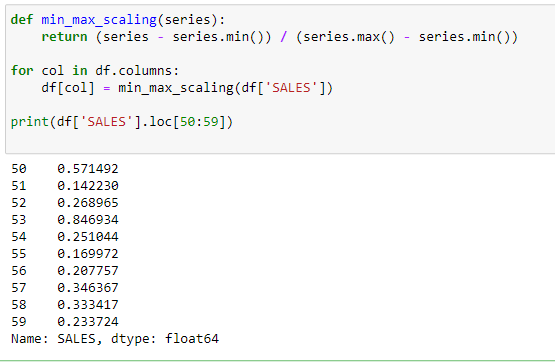 def min_max_scaling(series):
    return (series - series.min()) / (series.max() - series.min())
for col in df.columns:
    df[col] = min_max_scaling(df['SALES'])
print(df['SALES'].loc[50:59])
50    0.571492
51    0.142230
52    0.268965
53    0.846934
54    0.251044
55    0.169972
56    0.207757
57    0.346367
58    0.333417
59    0.233724
Name: SALES, dtype: float64